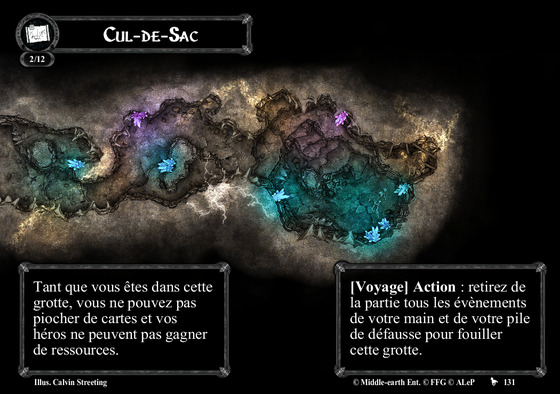 Cul-de-Sac
2/12
Tant que vous êtes dans cette
grotte, vous ne pouvez pas
piocher de cartes et vos
héros ne peuvent pas gagner
de ressources.
[Voyage] Action : retirez de
la partie tous les évènements
de votre main et de votre pile
de défausse pour fouiller
cette grotte.
Illus. Calvin Streeting
© Middle-earth Ent. © FFG © ALeP
131